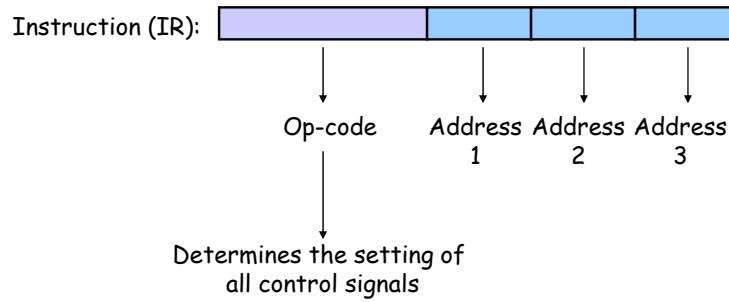 Instruction (IR):
Op-code
Address Address Address
1 2 3
Determines the setting of
all control signals